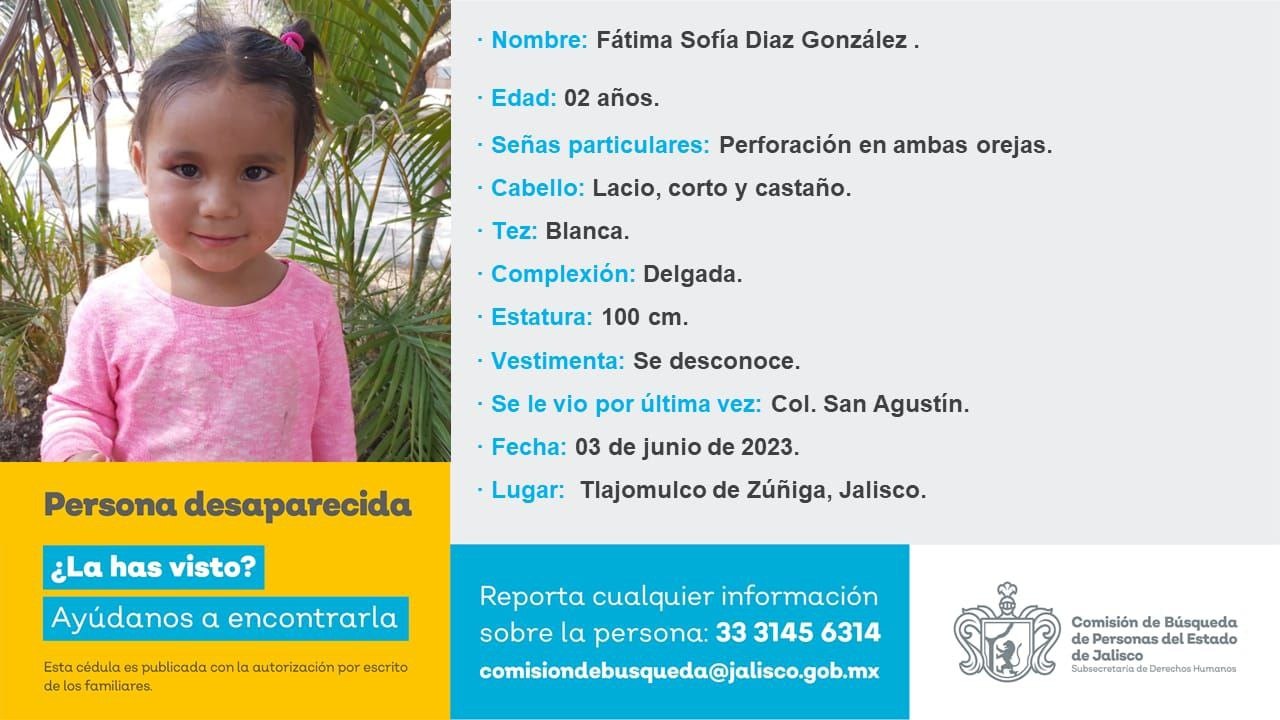 · Nombre: Fátima Sofía Diaz González .
· Edad: 02 años.
· Señas particulares: Perforación en ambas orejas.
· Cabello: Lacio, corto y castaño.
· Tez: Blanca.
· Complexión: Delgada.
· Estatura: 100 cm.
· Vestimenta: Se desconoce.
· Se le vio por última vez: Col. San Agustín.
· Fecha: 03 de junio de 2023.
· Lugar: Tlajomulco de Zúñiga, Jalisco.
Persona desaparecida
¿La has visto?
Ayúdanos a encontrarla
Esta cédula es publicada con la autorización por escrito
de los familiares.
Reporta cualquier información
sobre la persona: 33 3145 6314
comisiondebusqueda@jalisco.gob.mx
Comisión de Búsqueda
de Personas del Estado
de Jalisco
Subsecretaría de Derechos Humanos